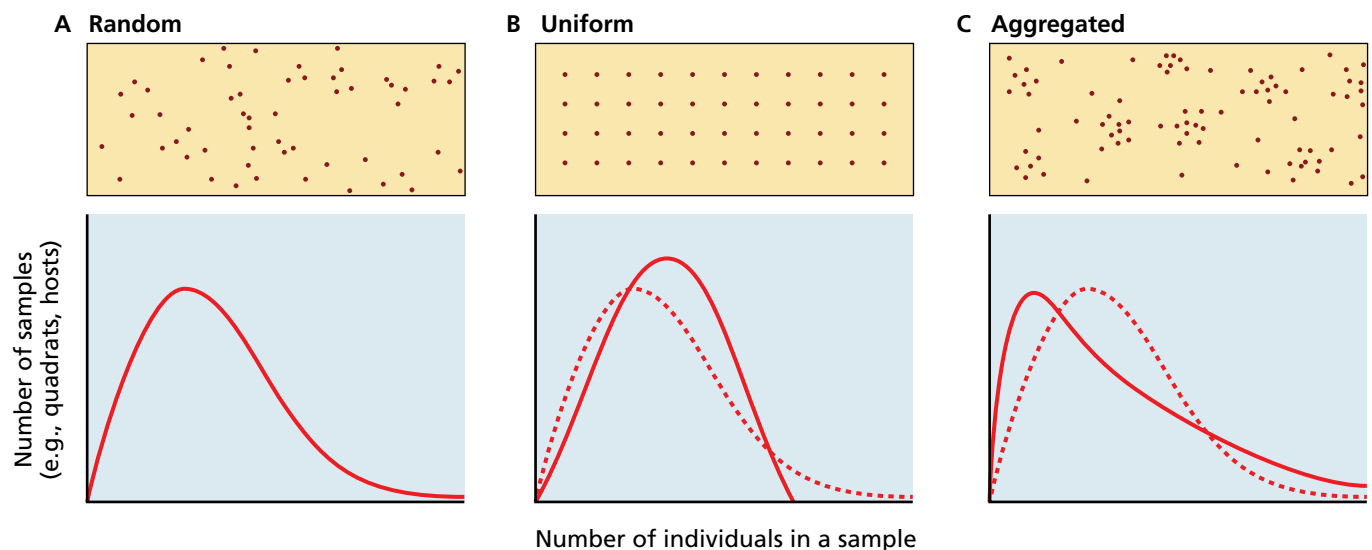 A Random
B Uniform
C Aggregated
Number of samples
(e.g., quadrats, hosts)
Number of individuals in a sample